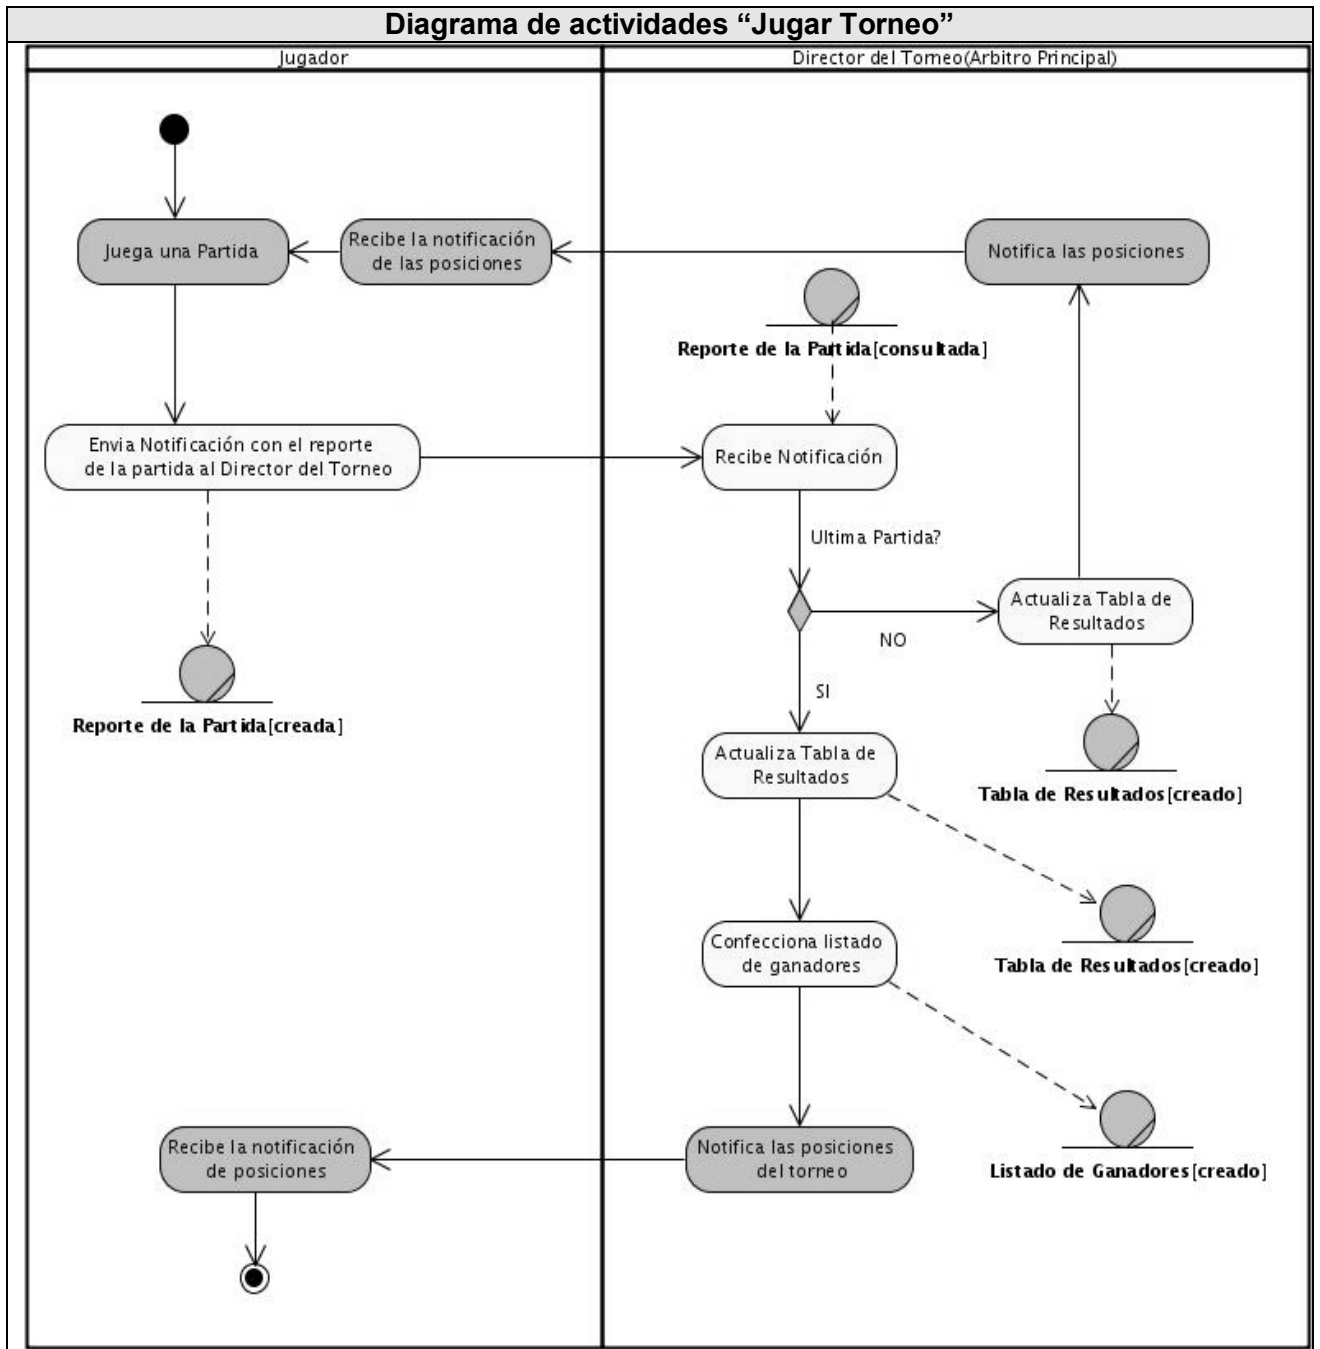 Diagrama de actividades “Jugar Torneo”
Jugador
Director del Torneo(Arbitro Principal)
Juega una Partida
Recibe la notificación
de las posiciones
Notifica las posiciones
Reporte de la Partida[consultada]
Envia Notificación con el reporte
de la partida al Director del Torneo
Recibe Notificación
Ultima Partida?
Actualiza Tabla de
Resultados
NO
SI
Reporte de la Partida[creada]
Actualiza Tabla de
Resultados
Tabla de Resultados[creado]
Confecciona listado
de ganadores
Tabla de Resultados[creado]
Recibe la notificación
de posiciones
Notifica las posiciones
del torneo
Listado de Ganadores[creado]